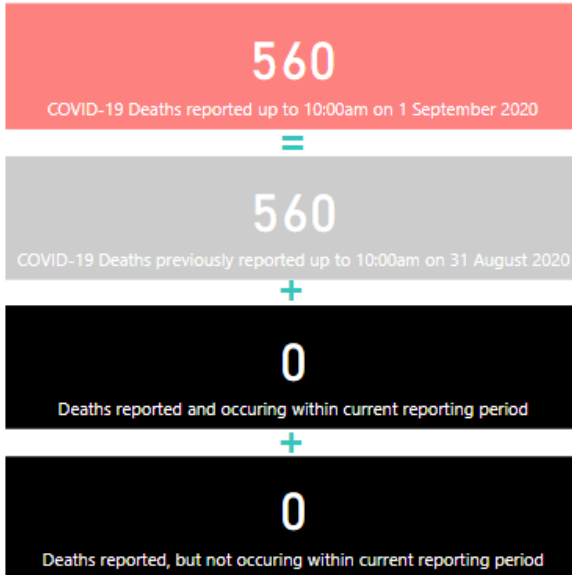 560
COVID-19 Deaths reported up to 10:00am on 1 September 2020
=
560
COVID-19 Deaths previously reported up to 10:00am on 31 August 2020
+
0
Deaths reported and occuring within current reporting period
+
0
Deaths reported, but not occuring within current reporting period